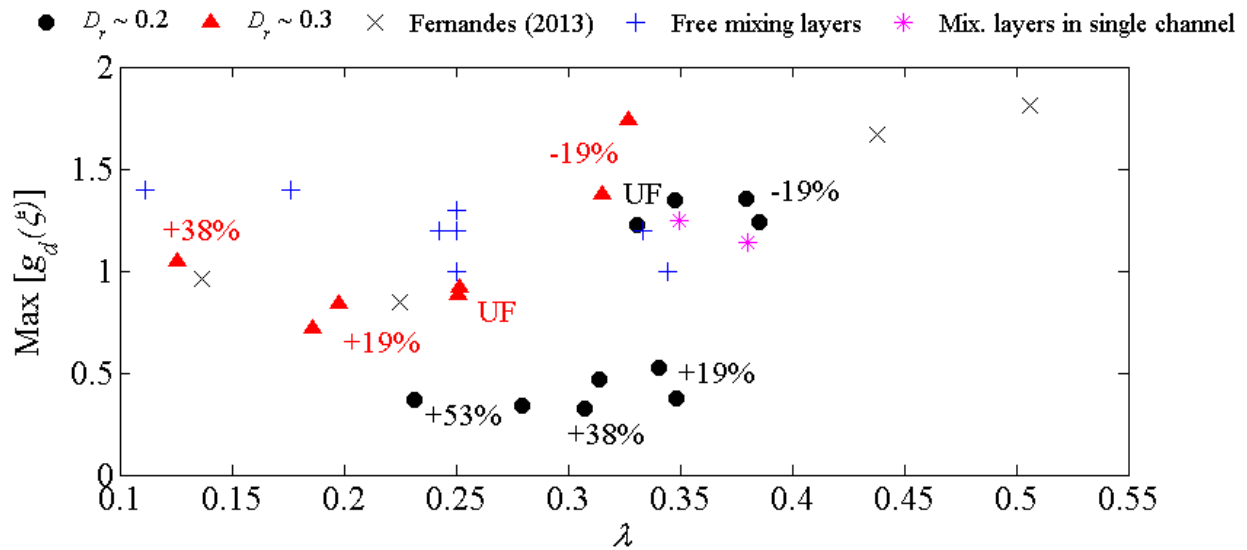 D_r ~ 0.2 D_r ~ 0.3 Fernandes (2013) Free mixing layers Mix. layers in single channel
2
1.5
1
0.5
0
Max [g_d(ξ)]
-19%
UF
-19%
+38%
UF
+19%
+19%
+53%
+38%
0.1 0.15 0.2 0.25 0.3 0.35 0.4 0.45 0.5 0.55
λ